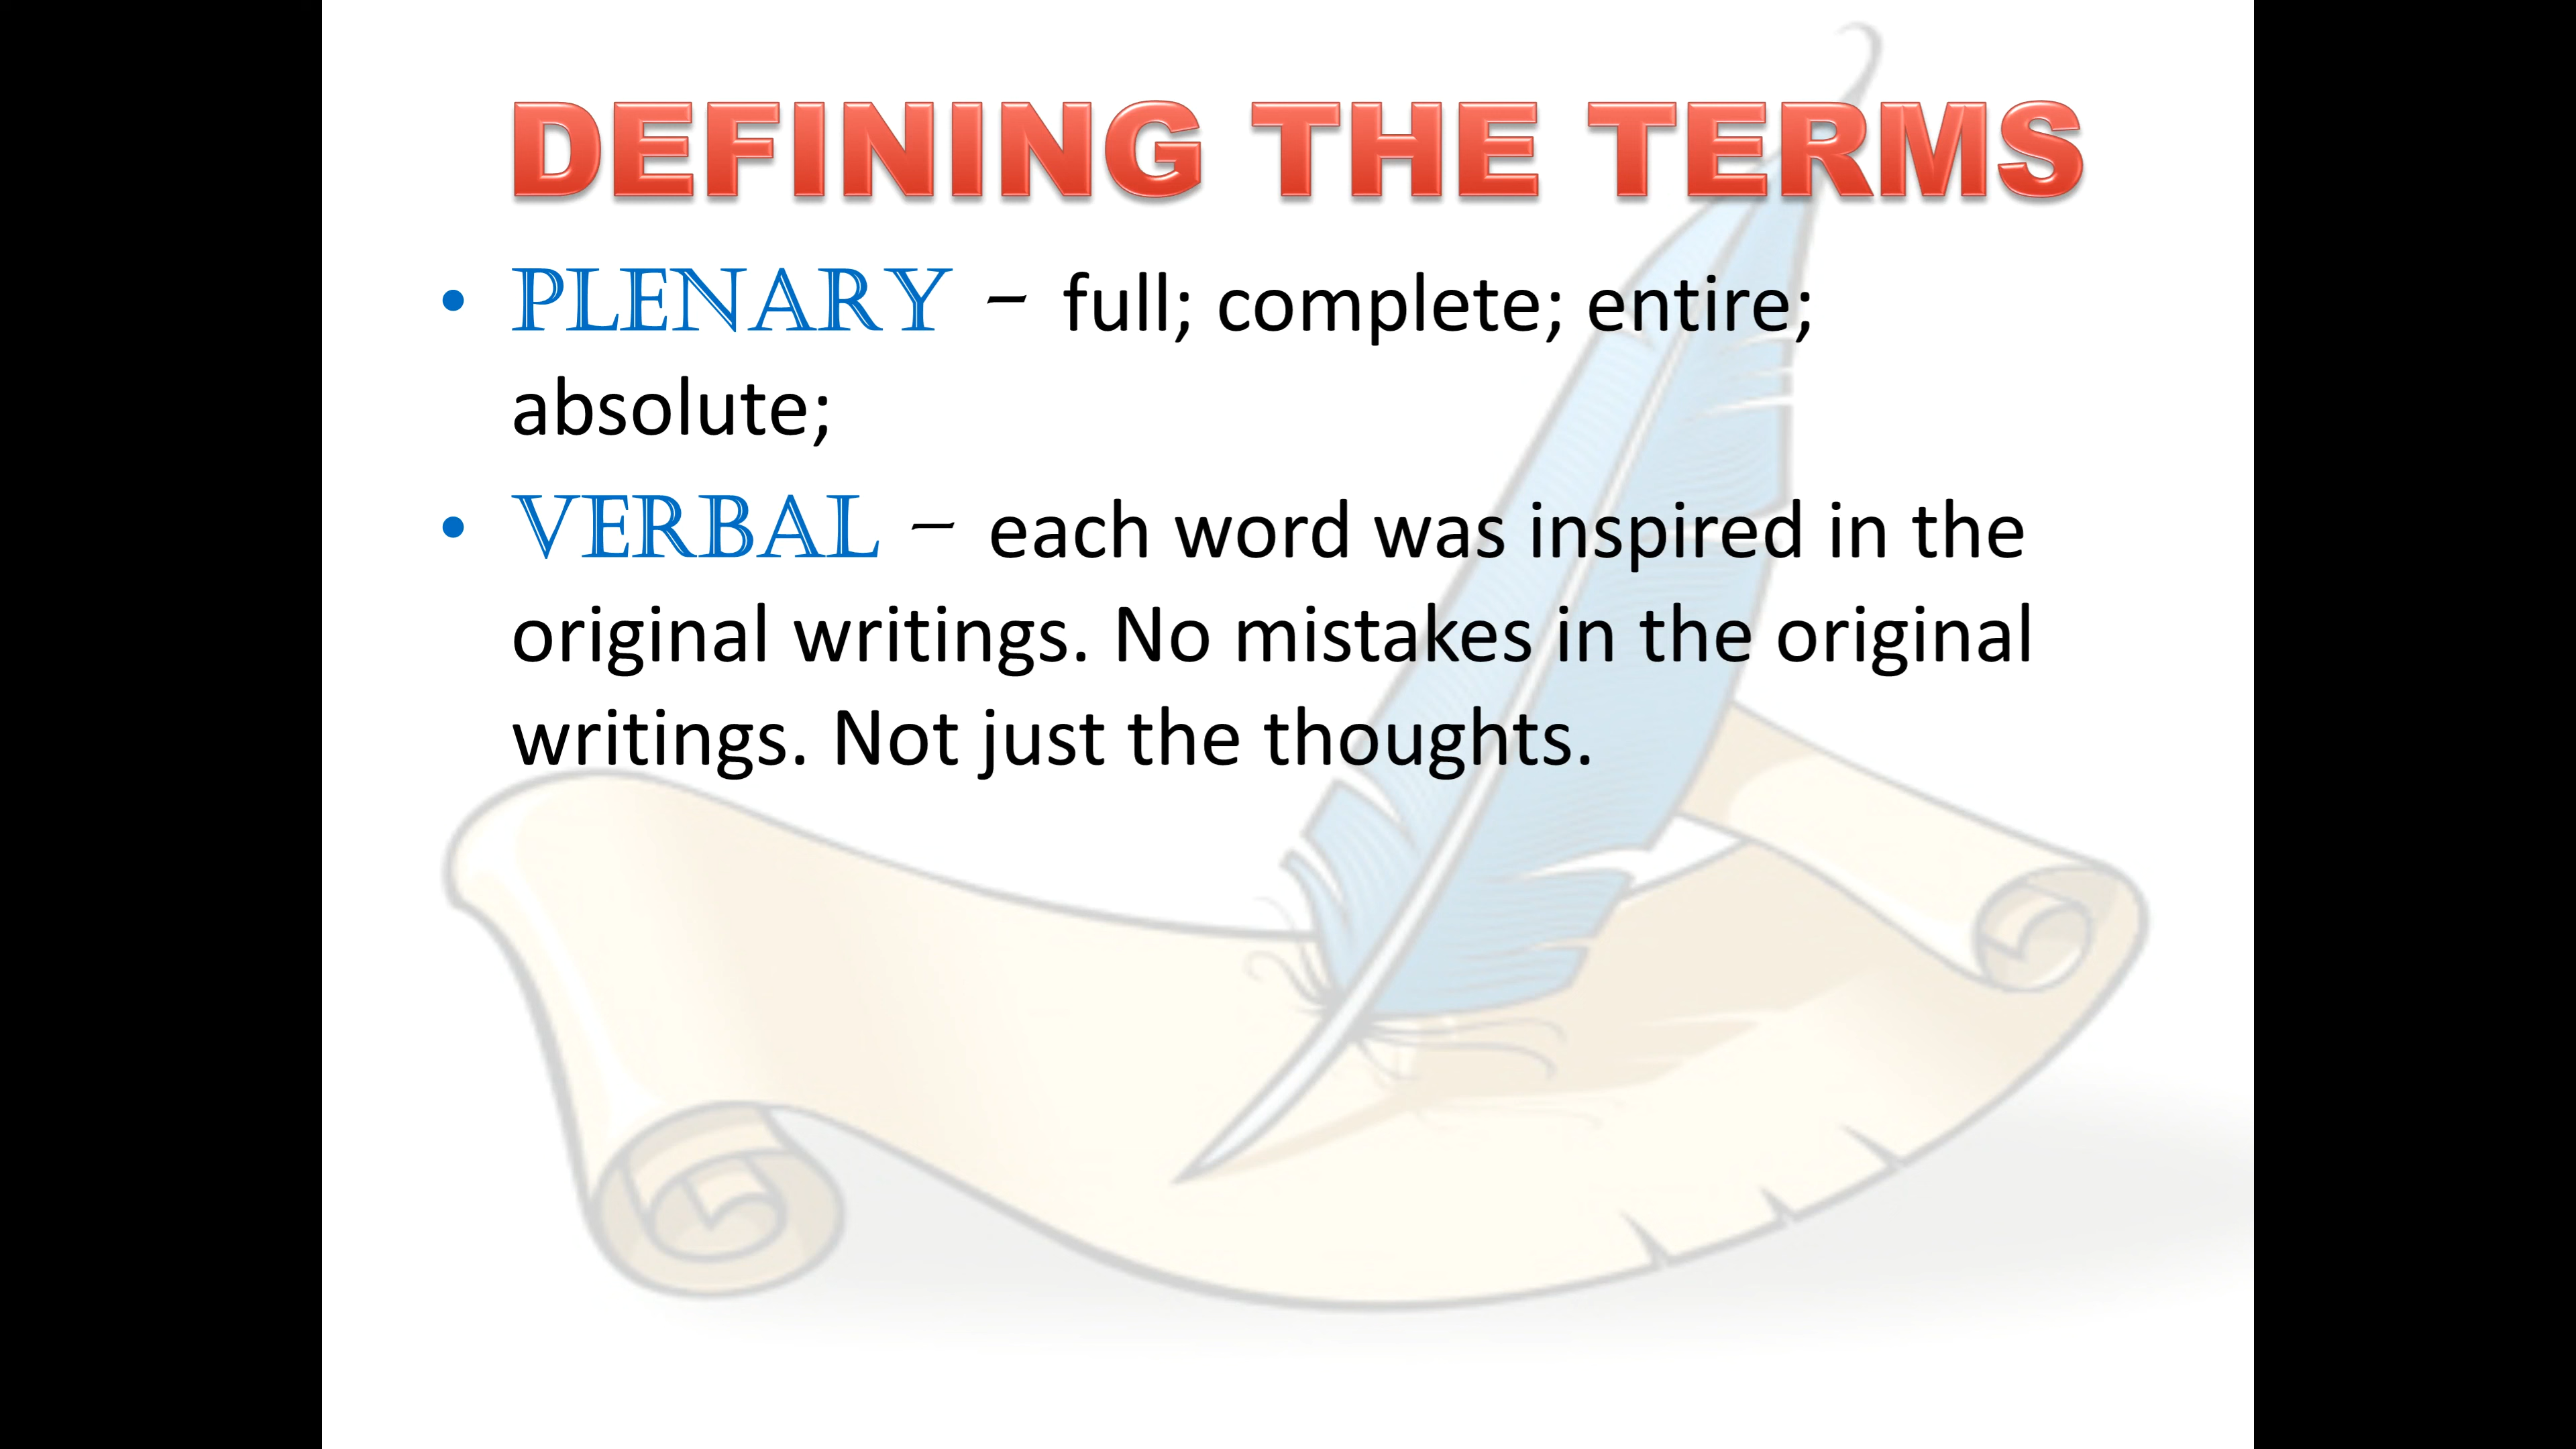 DEFINING THE TERMS
• PLENARY – full; complete; entire;
absolute;
• VERBAL – each word was inspired in the
original writings. No mistakes in the original
writings. Not just the thoughts.